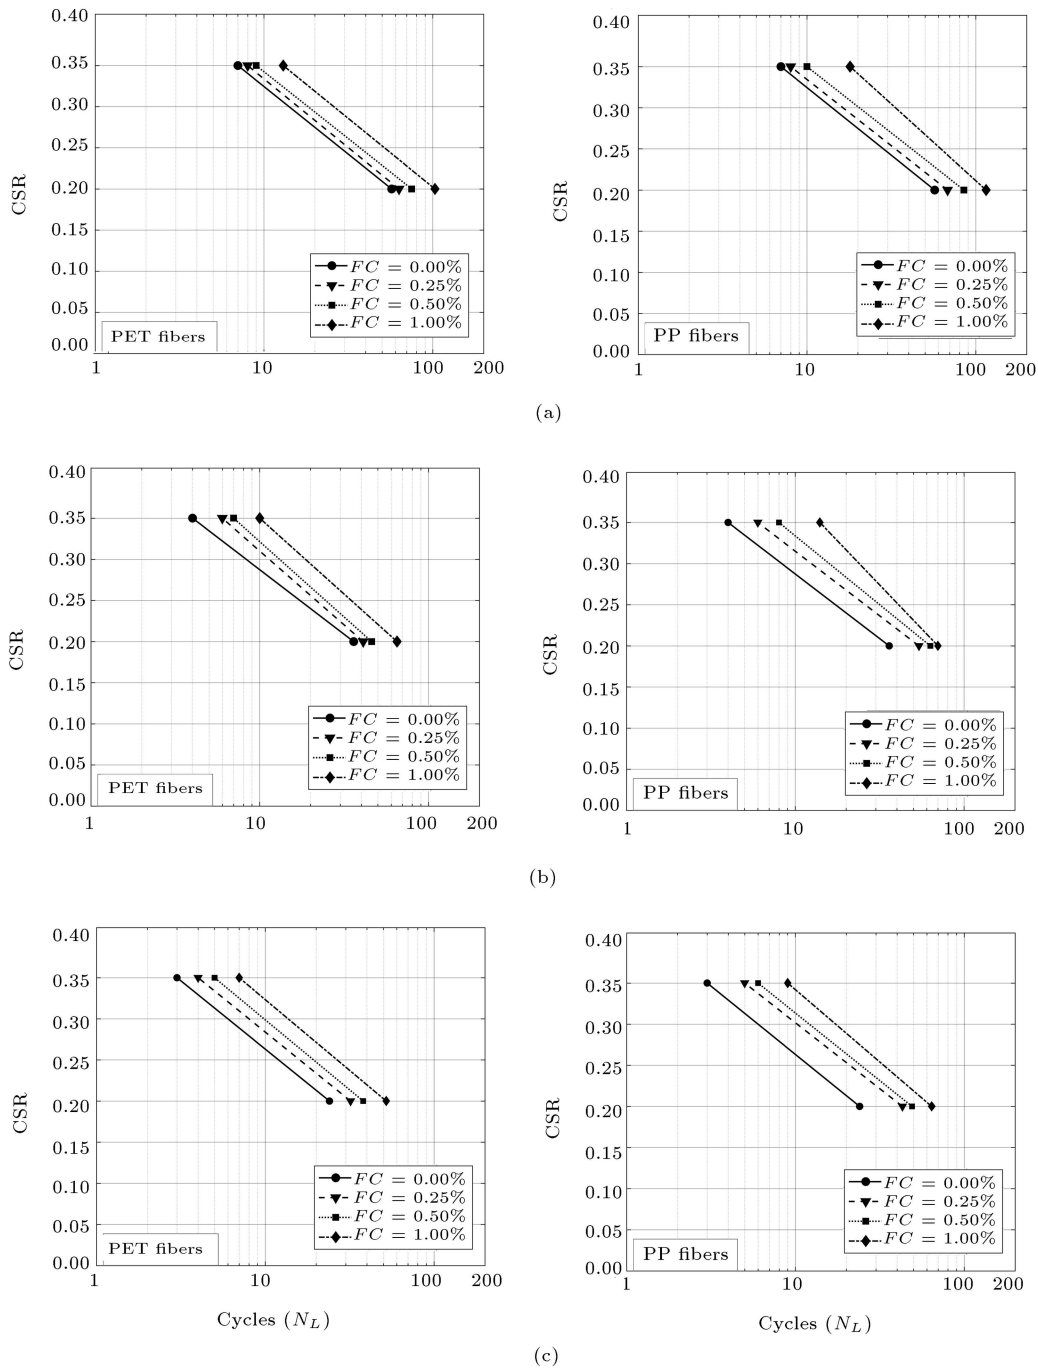 0.40
0.35
0.30
0.25
0.20
0.15
0.10
0.05
0.00
CSR
FC = 0.00%
FC = 0.25%
FC = 0.50%
FC = 1.00%
PET fibers
1 10 100 200
0.40
0.35
0.30
0.25
0.20
0.15
0.10
0.05
0.00
CSR
FC = 0.00%
FC = 0.25%
FC = 0.50%
FC = 1.00%
PP fibers
1 10 100 200
(a)
0.40
0.35
0.30
0.25
0.20
0.15
0.10
0.05
0.00
CSR
FC = 0.00%
FC = 0.25%
FC = 0.50%
FC = 1.00%
PET fibers
1 10 100 200
0.40
0.35
0.30
0.25
0.20
0.15
0.10
0.05
0.00
CSR
FC = 0.00%
FC = 0.25%
FC = 0.50%
FC = 1.00%
PP fibers
1 10 100 200
(b)
0.40
0.35
0.30
0.25
0.20
0.15
0.10
0.05
0.00
CSR
FC = 0.00%
FC = 0.25%
FC = 0.50%
FC = 1.00%
PET fibers
1 10 100 200
Cycles (N_L)
0.40
0.35
0.30
0.25
0.20
0.15
0.10
0.05
0.00
CSR
FC = 0.00%
FC = 0.25%
FC = 0.50%
FC = 1.00%
PP fibers
1 10 100 200
Cycles (N_L)
(c)